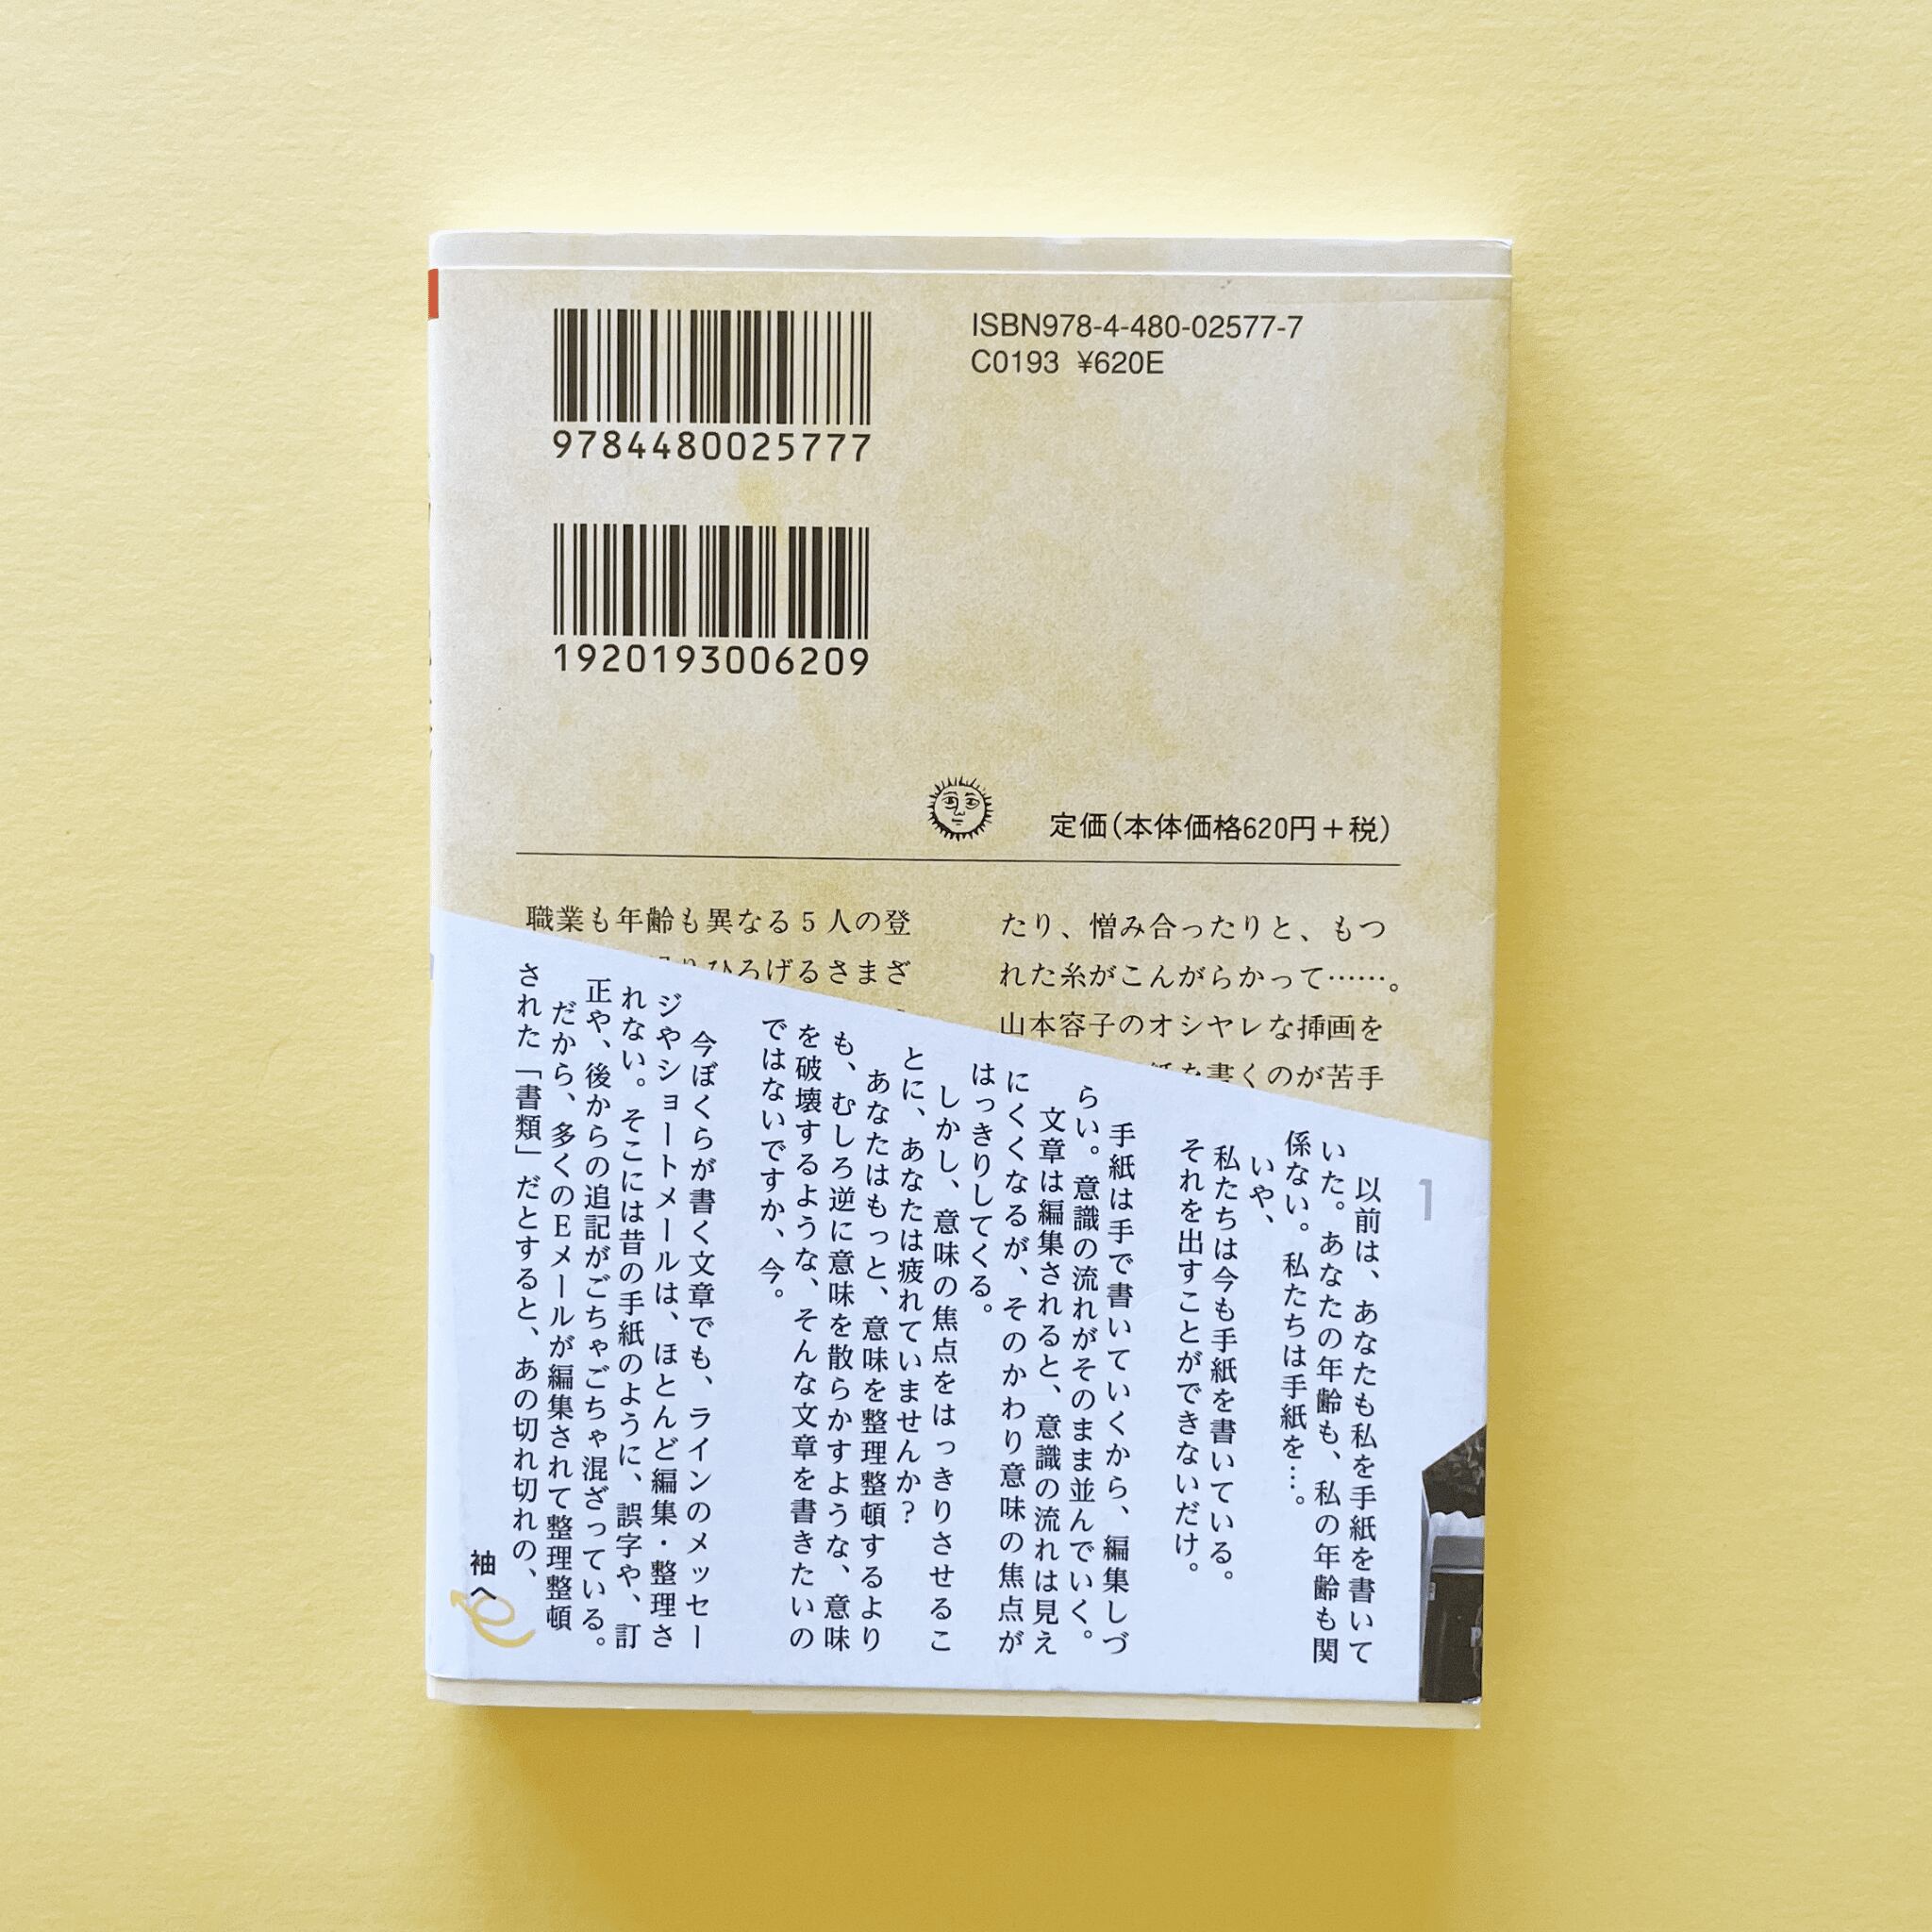 9784480025777
1920193006209
ISBN978-4-480-02577-7
C0193 ¥620E
定価(本体価格620円+税)
職業も年齢も異なる5人の登
りひろげるさまざ
たり、憎み合ったりと、もつ
れた糸がこんがらかって……。
山本容子のオシヤレな挿画を
紙を書くのが苦手
1
以前は、あなたも私を手紙を書いて
いた。あなたの年齢も、私の年齢も関
係ない。私たちは手紙を…。
いや、
私たちは今も手紙を書いている。
それを出すことができないだけ。
手紙は手で書いていくから、編集しづ
らい。意識の流れがそのまま並んでいく。
文章は編集されると、意識の流れは見え
にくくなるが、そのかわり意味の焦点が
はっきりしてくる。
しかし、意味の焦点をはっきりさせるこ
とに、あなたは疲れていませんか?
あなたはもっと、意味を整理整頓するより
も、むしろ逆に意味を散らかすような、意味
を破壊するような、そんな文章を書きたいの
ではないですか、今。
今ぼくらが書く文章でも、ラインのメッセー
ジやショートメールは、ほとんど編集・整理さ
れない。そこには昔の手紙のように、誤字や、訂
正や、後からの追記がごちゃごちゃ混ざっている。
だから、多くのEメールが編集されて整理整頓
された「書類」だとすると、あの切れ切れの、
袖へ